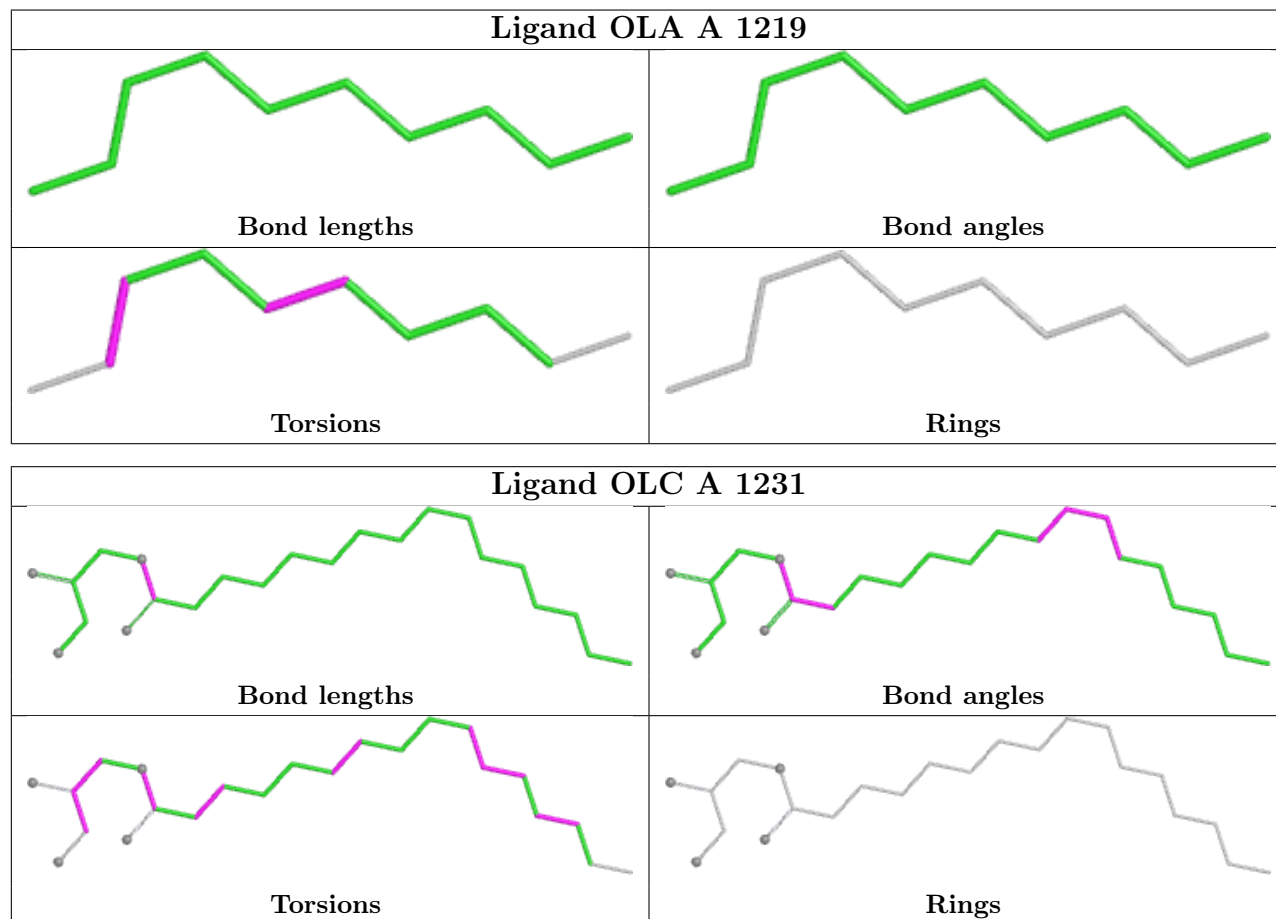 Ligand OLA A 1219
Bond lengths
Bond angles
Torsions
Rings
Ligand OLC A 1231
Bond lengths
Bond angles
Torsions
Rings